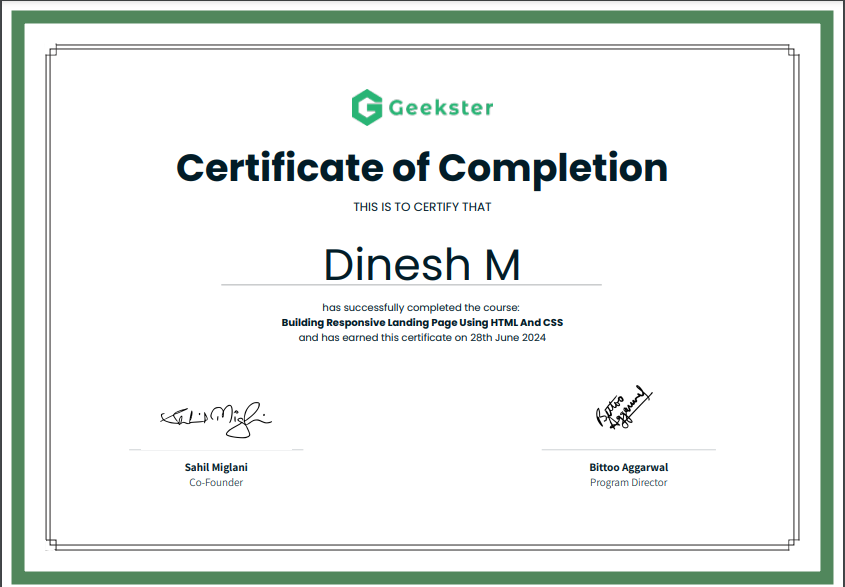 Geekster
Certificate of Completion
THIS IS TO CERTIFY THAT
Dinesh M
has successfully completed the course:
Building Responsive Landing Page Using HTML And CSS
and has earned this certificate on 28th June 2024
Sahil Miglani
Bittoo
Aggarwal
Sahil Miglani
Co-Founder
Bittoo Aggarwal
Program Director